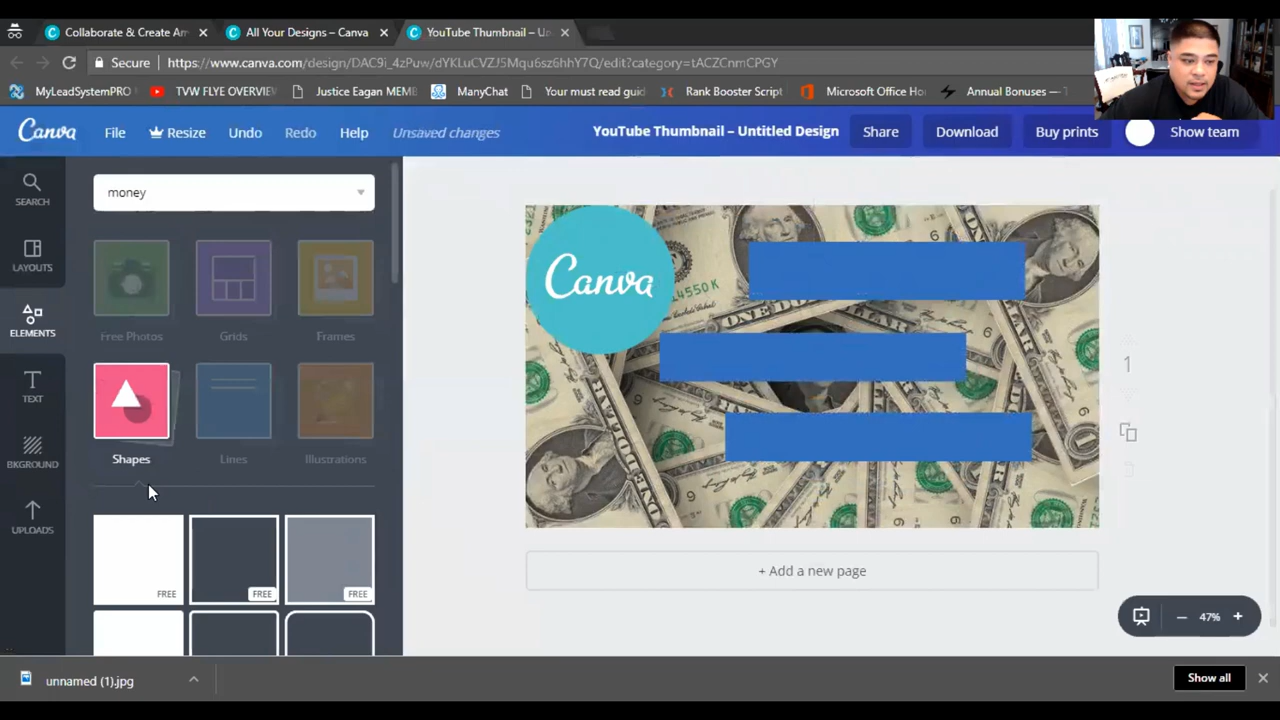 Collaborate & Create Am
All Your Designs – Canva
YouTube Thumbnail – Un
Secure
https://www.canva.com/design/DAC9i_4zPuw/dYKLuCVZJ5Mqu6sz6hhY7Q/edit?category=tACZCnmCPGY
MyLeadSystemPRO
TVW FLYE OVERVIEW
Justice Eagan MEMB
ManyChat
Your must read guid
Rank Booster Script
Microsoft Office Ho
Annual Bonuses —
Canva
File
Resize
Undo
Redo
Help
Unsaved changes
YouTube Thumbnail – Untitled Design
Share
Download
Buy prints
Show team
SEARCH
LAYOUTS
ELEMENTS
TEXT
BKGROUND
UPLOADS
money
Free Photos
Grids
Frames
Shapes
Lines
Illustrations
FREE
FREE
FREE
Canva
4550 K
1
+ Add a new page
47%
unnamed (1).jpg
Show all